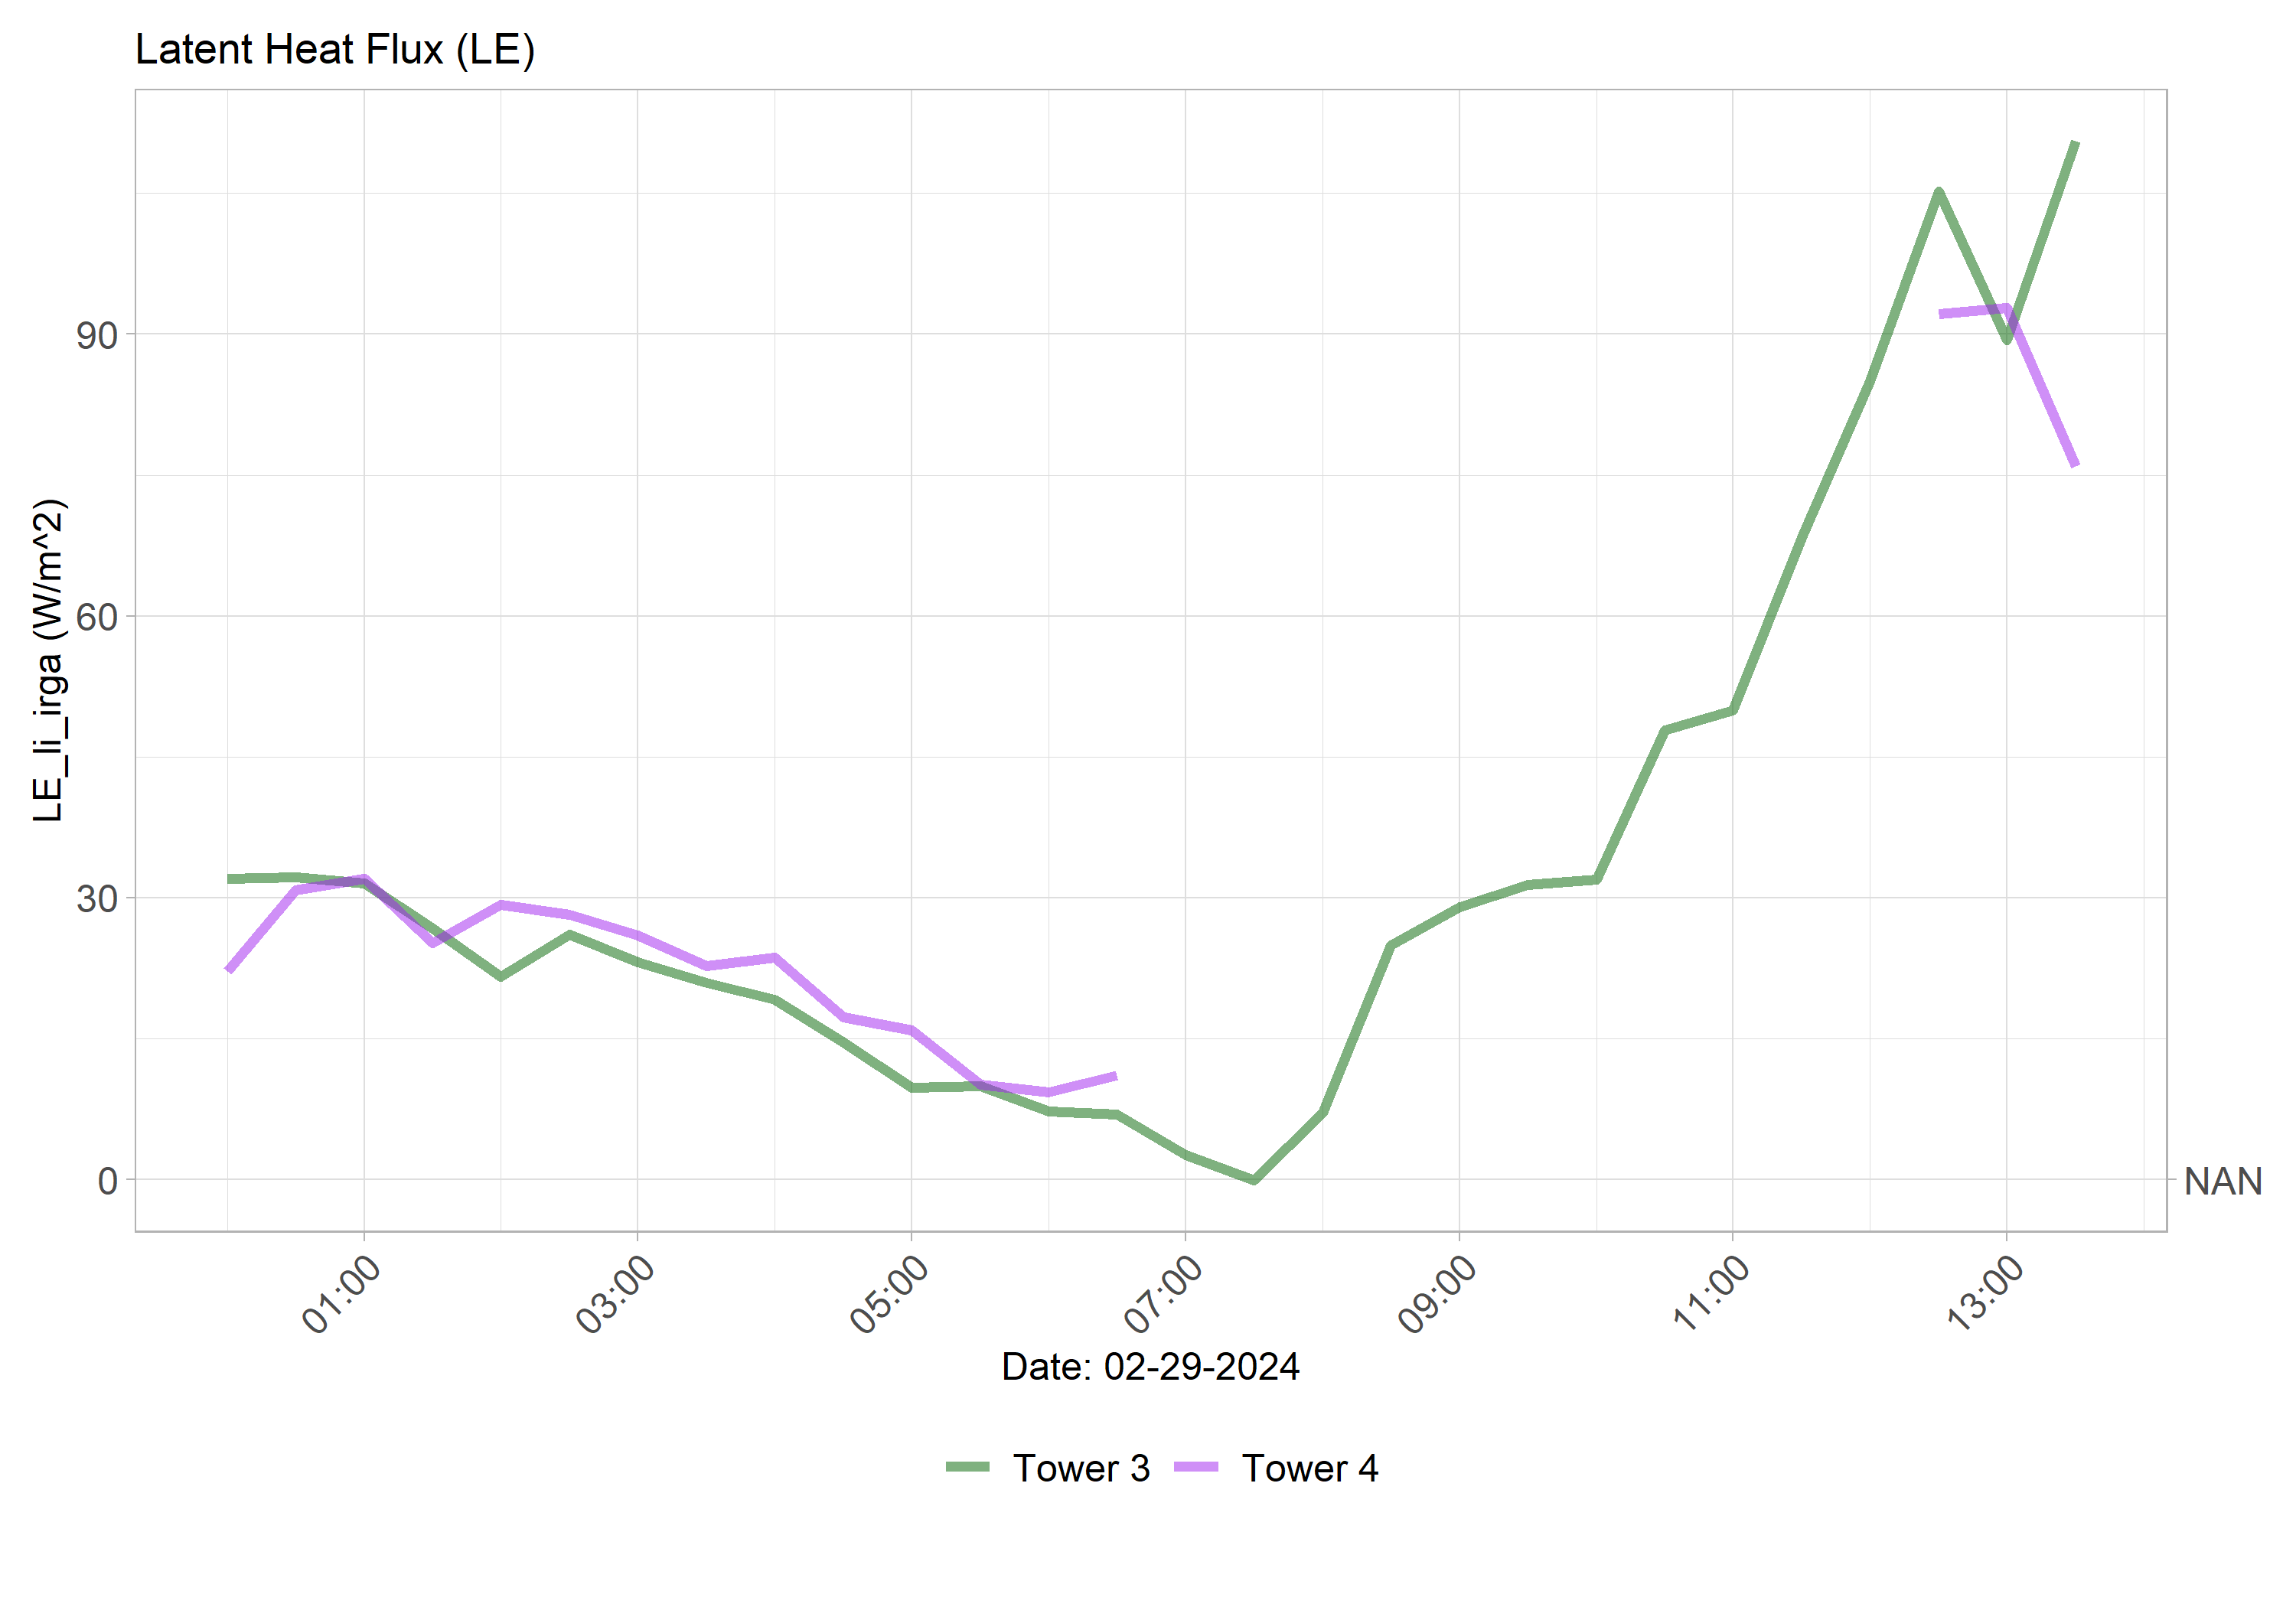 Latent Heat Flux (LE)
LE_li_irga (W/m^2)
90
60
30
0
NAN
01:00
03:00
05:00
07:00
09:00
11:00
13:00
Date: 02-29-2024
Tower 3
Tower 4